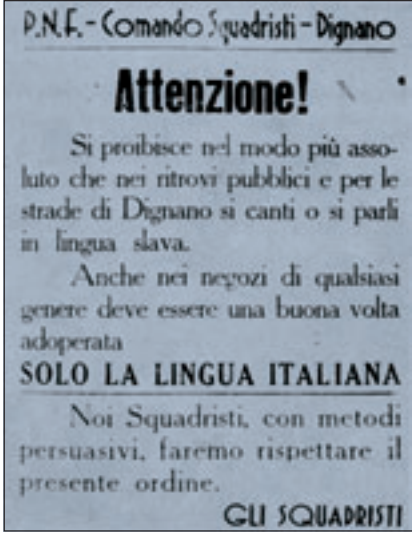 P.N.F. - Comando Squadristi - Dignano
Attenzione!
Si proibisce nel modo più asso-
luto che nei ritrovi pubblici e per le
strade di Dignano si canti o si parli
in lingua slava.
Anche nei negozi di qualsiasi
genere deve essere una buona volta
adoperata
SOLO LA LINGUA ITALIANA
Noi Squadristi, con metodi
persuasivi, faremo rispettare il
presente ordine.
GLI SQUADRISTI